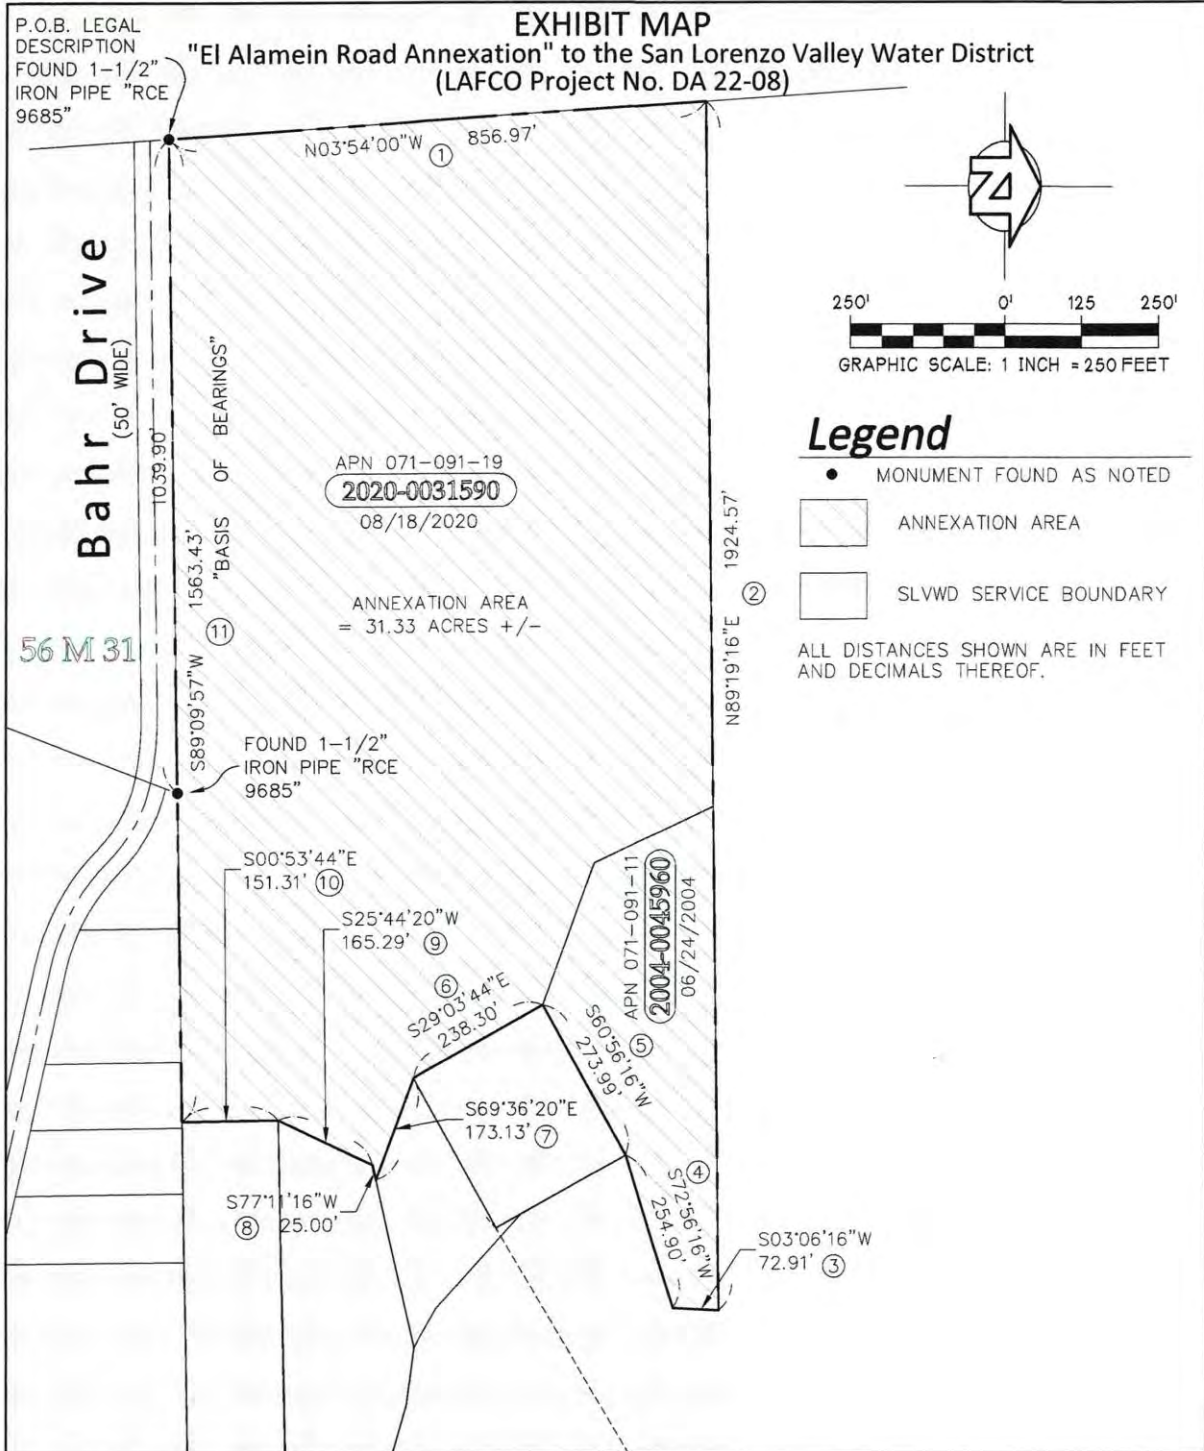 EXHIBIT MAP
"El Alamein Road Annexation" to the San Lorenzo Valley Water District
(LAFCO Project No. DA 22-08)
P.O.B. LEGAL
DESCRIPTION
FOUND 1-1/2"
IRON PIPE "RCE
9685"
N03°54'00"W ① 856.97'
Bahr Drive
(50' WIDE)
1039.90'
S89°09'57"W ⑪ 1563.43'
"BASIS OF BEARINGS"
56 M 31
APN 071-091-19
2020-0031590
08/18/2020
ANNEXATION AREA
= 31.33 ACRES +/-
N89°19'16"E ② 1924.57'
250' 0' 125 250'
GRAPHIC SCALE: 1 INCH = 250 FEET
Legend
MONUMENT FOUND AS NOTED
ANNEXATION AREA
SLVWD SERVICE BOUNDARY
ALL DISTANCES SHOWN ARE IN FEET
AND DECIMALS THEREOF.
FOUND 1-1/2"
IRON PIPE "RCE
9685"
S00°53'44"E
151.31' ⑩
S25°44'20"W
165.29' ⑨
⑥
S29°03'44"E
238.30'
APN 071-091-11
2004-0045960
06/24/2004
S60°56'16"W ⑤
273.99'
S69°36'20"E
173.13' ⑦
S77°11'16"W
⑧ 25.00'
④
S72°56'16"W
254.90'
S03°06'16"W
72.91' ③